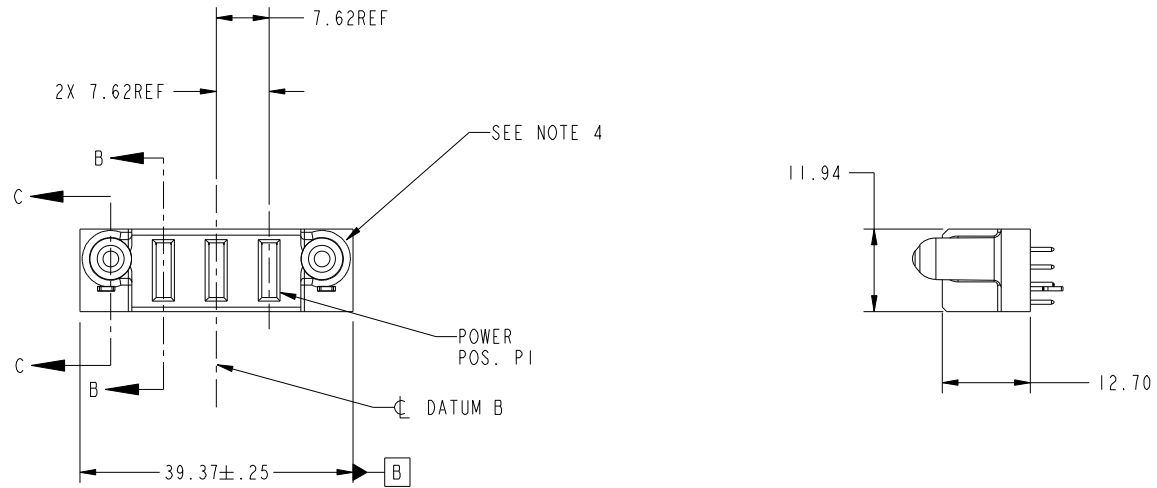 7.62REF
2X 7.62REF
SEE NOTE 4
B
C
11.94
POWER
POS. P1
C
B
12.70
℄ DATUM B
39.37±.25
B